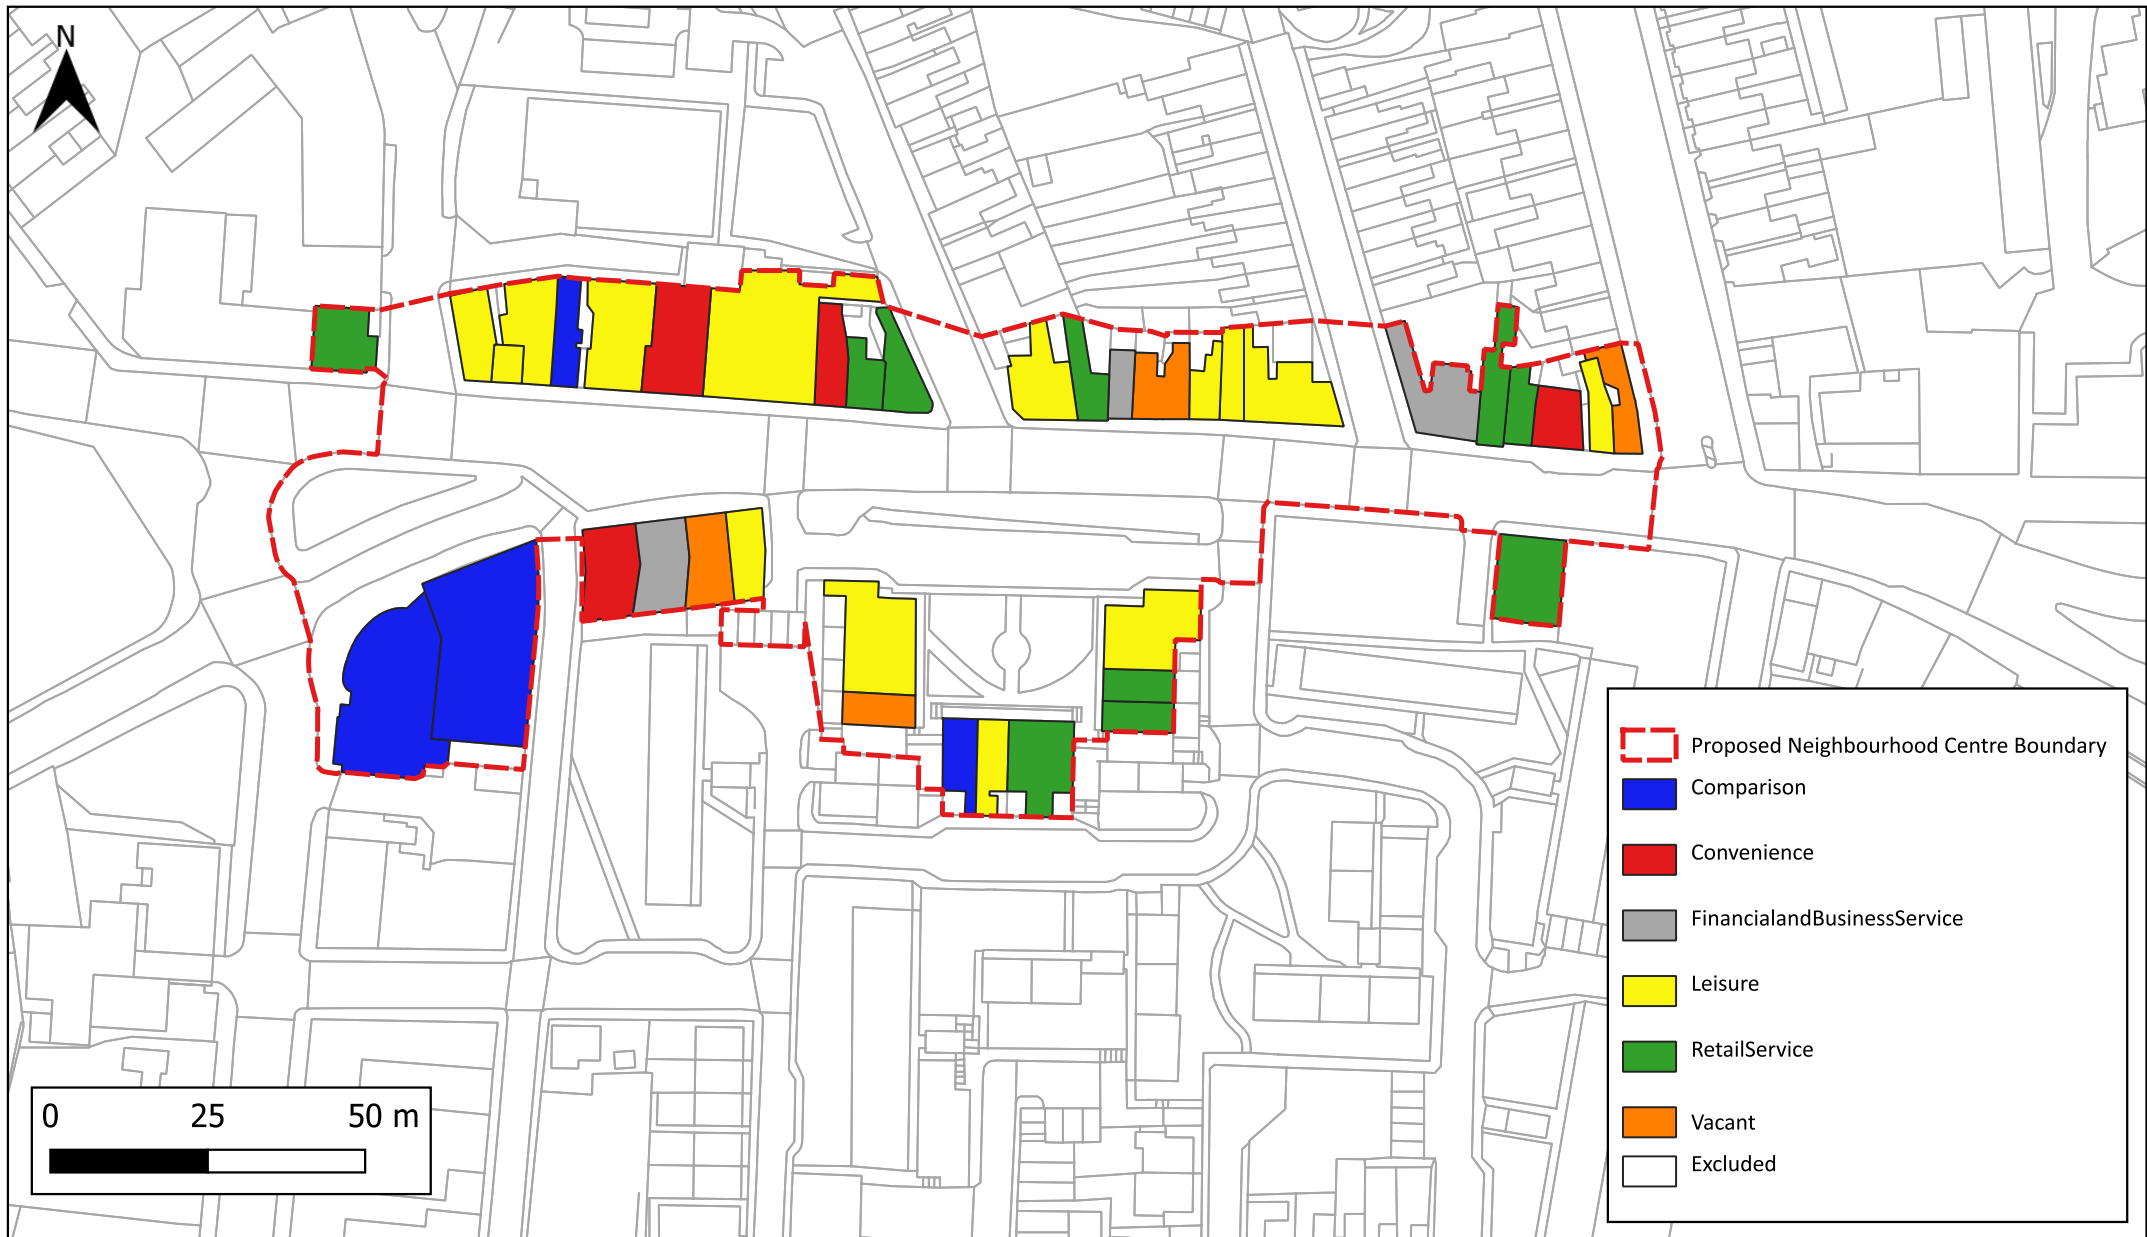 N
Proposed Neighbourhood Centre Boundary
Comparison
Convenience
FinancialandBusinessService
Leisure
RetailService
Vacant
Excluded
0 25 50 m